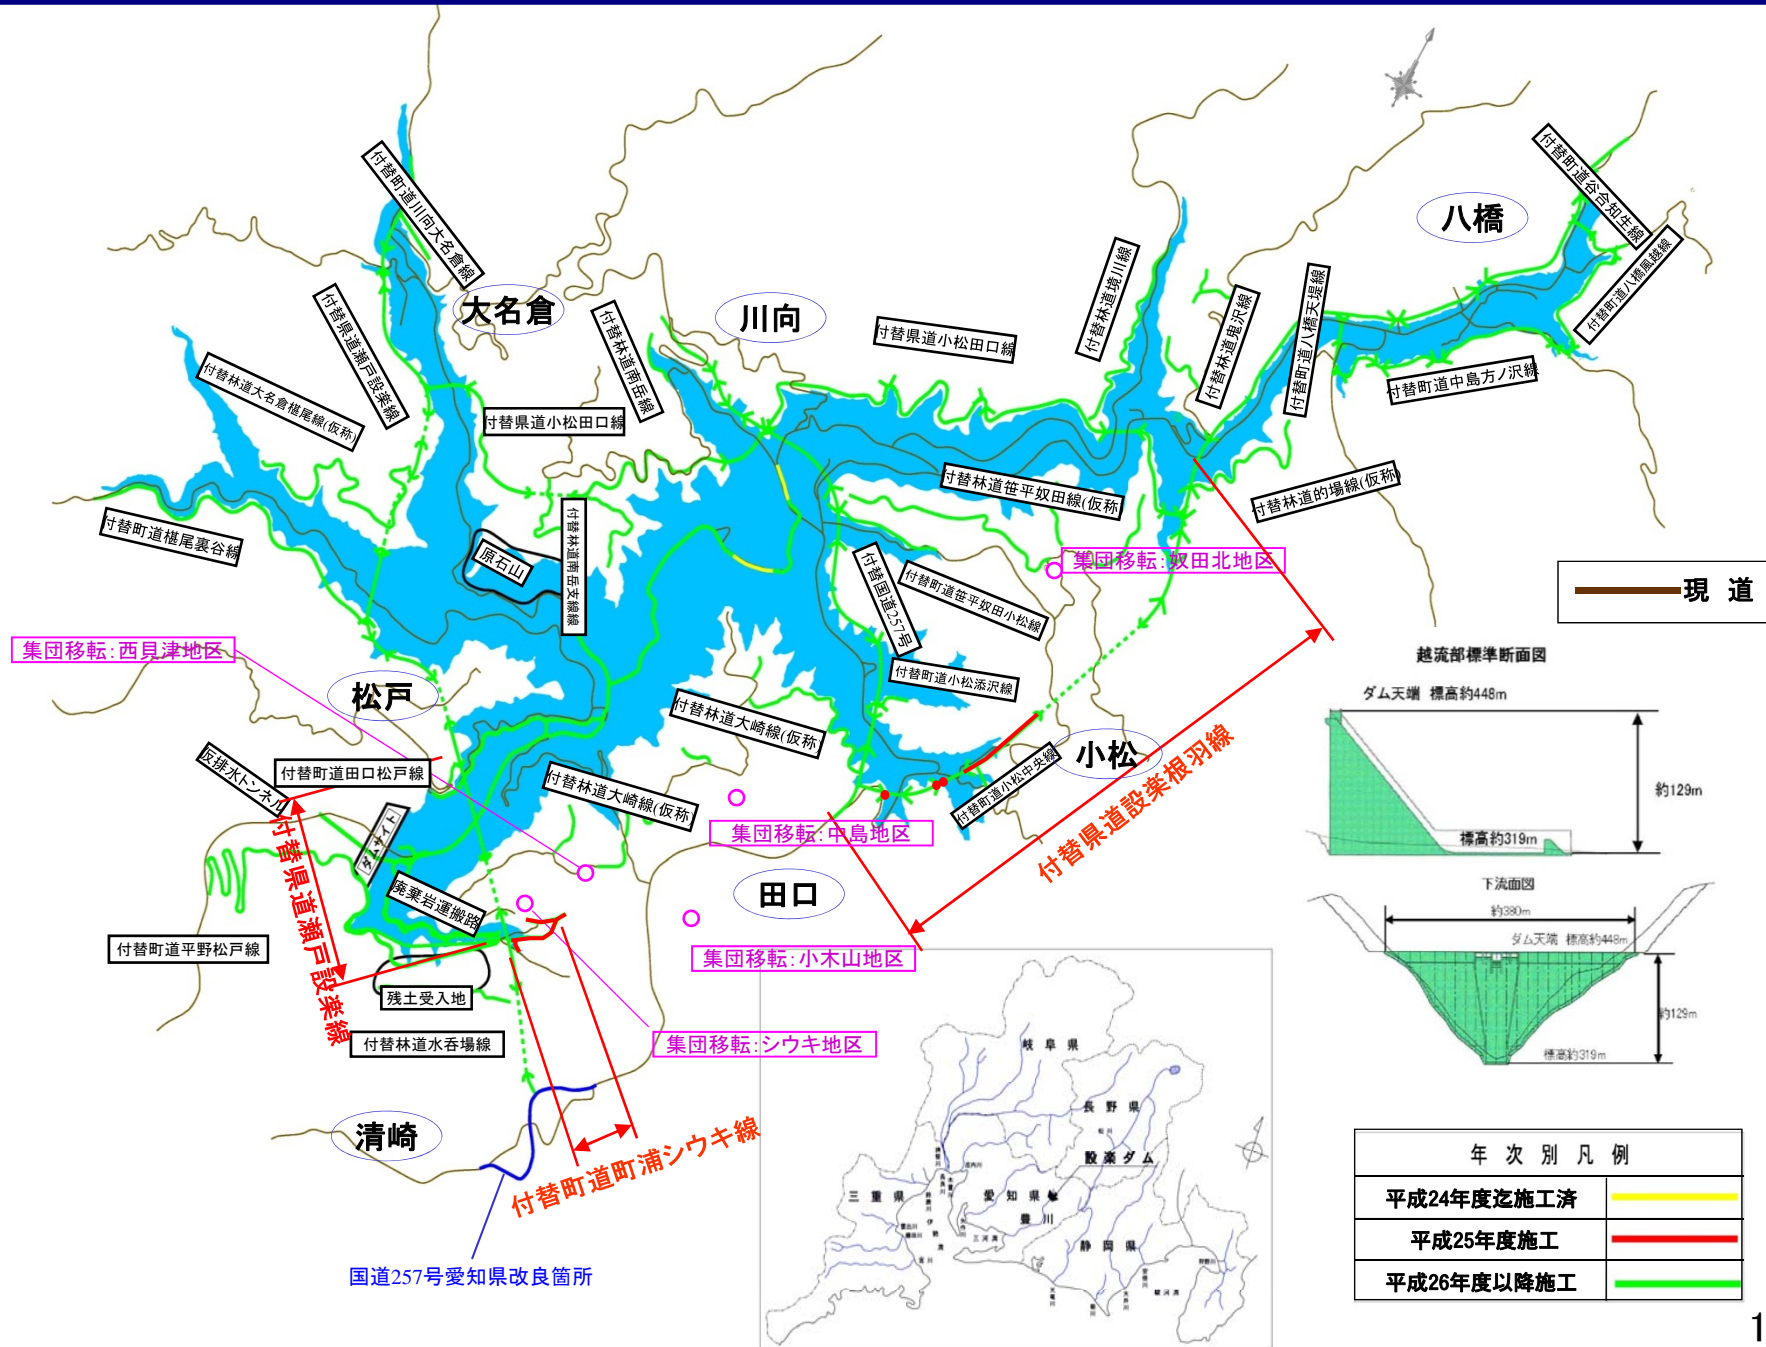 付替町道谷合知生線
付替町道川向大名倉線
八橋
付替町道八橋風越線
付替林道境川線
付替町道八橋天堤線
付替県道瀬戸設楽線
大名倉
川向
付替林道南岳線
付替県道小松田口線
付替林道鬼沢線
付替林道大名倉椹尾線(仮称)
付替町道中島方ノ沢線
付替県道小松田口線
付替林道笹平奴田線(仮称
付替林道的場線(仮称
付替町道椹尾裏谷線
付替林道南岳支線線
原石山
付替国道257号
集団移転:奴田北地区
付替町道笹平奴田小松線
現 道
集団移転:西貝津地区
越流部標準断面図
付替町道小松添沢線
松戸
ダム天端 標高約448m
付替林道大崎線(仮称
小松
付替県道設楽根羽線
反排水トンネル
付替町道田口松戸線
付替林道大崎線(仮称
付替町道小松中央線
約129m
ダムサイト
集団移転:中島地区
標高約319m
付替県道瀬戸設楽線
廃棄岩運搬路
田口
下流面図
約380m
付替町道平野松戸線
集団移転:小木山地区
ダム天端 標高約448m
残土受入地
約129m
付替林道水呑場線
集団移転:シウキ地区
標高約319m
岐阜県
長野県
清崎
設楽ダム
付替町道町浦シウキ線
三重県
愛知県
豊川
静岡県
年次別凡例
平成24年度迄施工済
平成25年度施工
平成26年度以降施工
国道257号愛知県改良箇所
1